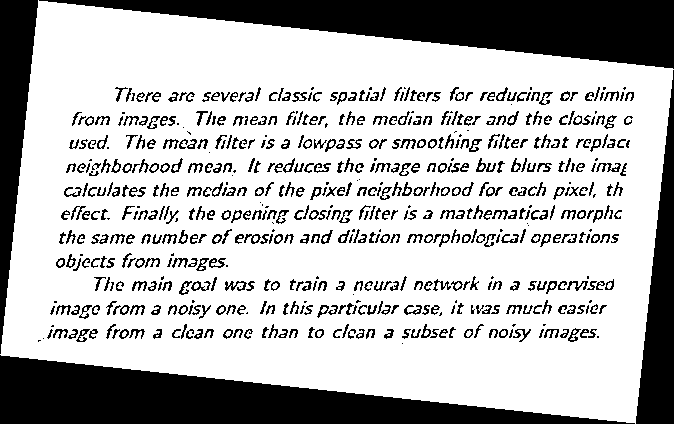 There are several classic spatial filters for reducing or elimin
from images. The mean filter, the median filter and the closing o
used. The mean filter is a lowpass or smoothing filter that replace
neighborhood mean. It reduces the image noise but blurs the imag
calculates the median of the pixel neighborhood for each pixel, th
effect. Finally, the opening closing filter is a mathematical morpho
the same number of erosion and dilation morphological operations
objects from images.
The main goal was to train a neural network in a supervised
image from a noisy one. In this particular case, it was much easier
image from a clean one than to clean a subset of noisy images.